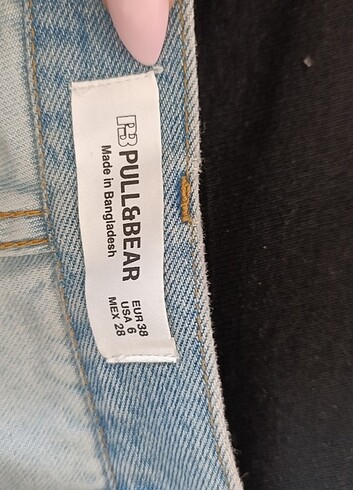 PB PULL&BEAR
Made in Bangladesh
EUR 38
USA 6
MEX 28